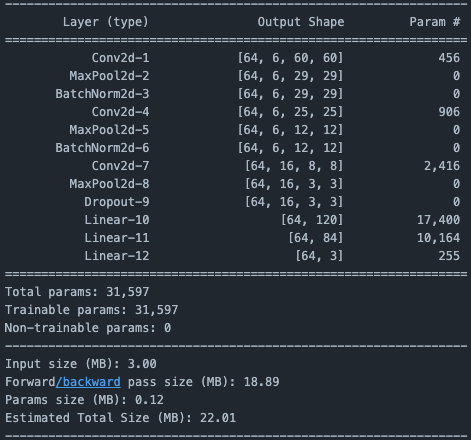 ----------------------------------------------------------------
Layer (type) Output Shape Param #
================================================================
Conv2d-1 [64, 6, 60, 60] 456
MaxPool2d-2 [64, 6, 29, 29] 0
BatchNorm2d-3 [64, 6, 29, 29] 0
Conv2d-4 [64, 6, 25, 25] 906
MaxPool2d-5 [64, 6, 12, 12] 0
BatchNorm2d-6 [64, 6, 12, 12] 0
Conv2d-7 [64, 16, 8, 8] 2,416
MaxPool2d-8 [64, 16, 3, 3] 0
Dropout-9 [64, 16, 3, 3] 0
Linear-10 [64, 120] 17,400
Linear-11 [64, 84] 10,164
Linear-12 [64, 3] 255
================================================================
Total params: 31,597
Trainable params: 31,597
Non-trainable params: 0
----------------------------------------------------------------
Input size (MB): 3.00
Forward/backward pass size (MB): 18.89
Params size (MB): 0.12
Estimated Total Size (MB): 22.01
----------------------------------------------------------------